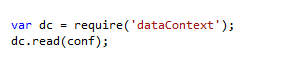 var dc = require('dataContext');
dc.read(conf);